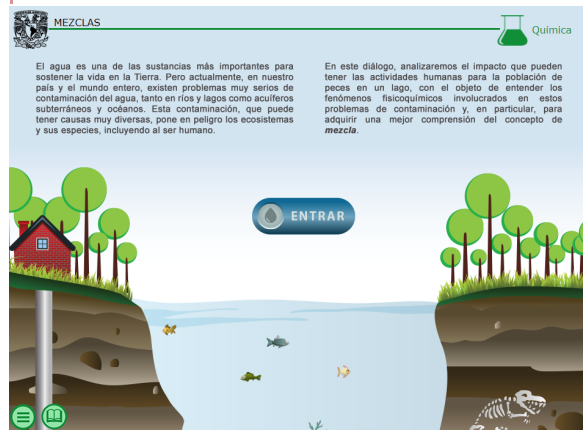 MEZCLAS
Química
El agua es una de las sustancias más importantes para
sostener la vida en la Tierra. Pero actualmente, en nuestro
país y el mundo entero, existen problemas muy serios de
contaminación del agua, tanto en ríos y lagos como acuíferos
subterráneos y océanos. Esta contaminación, que puede
tener causas muy diversas, pone en peligro los ecosistemas
y sus especies, incluyendo al ser humano.
En este diálogo, analizaremos el impacto que pueden
tener las actividades humanas para la población de
peces en un lago, con el objeto de entender los
fenómenos fisicoquímicos involucrados en estos
problemas de contaminación y, en particular, para
adquirir una mejor comprensión del concepto de
mezcla.
ENTRAR